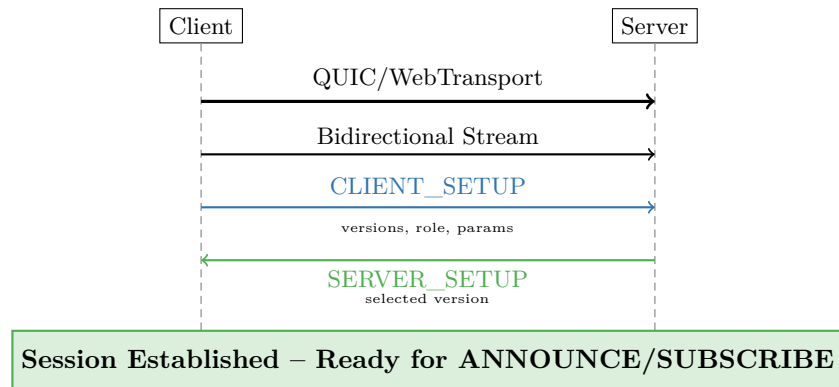 Client
Server
QUIC/WebTransport
Bidirectional Stream
CLIENT_SETUP
versions, role, params
SERVER_SETUP
selected version
Session Established – Ready for ANNOUNCE/SUBSCRIBE